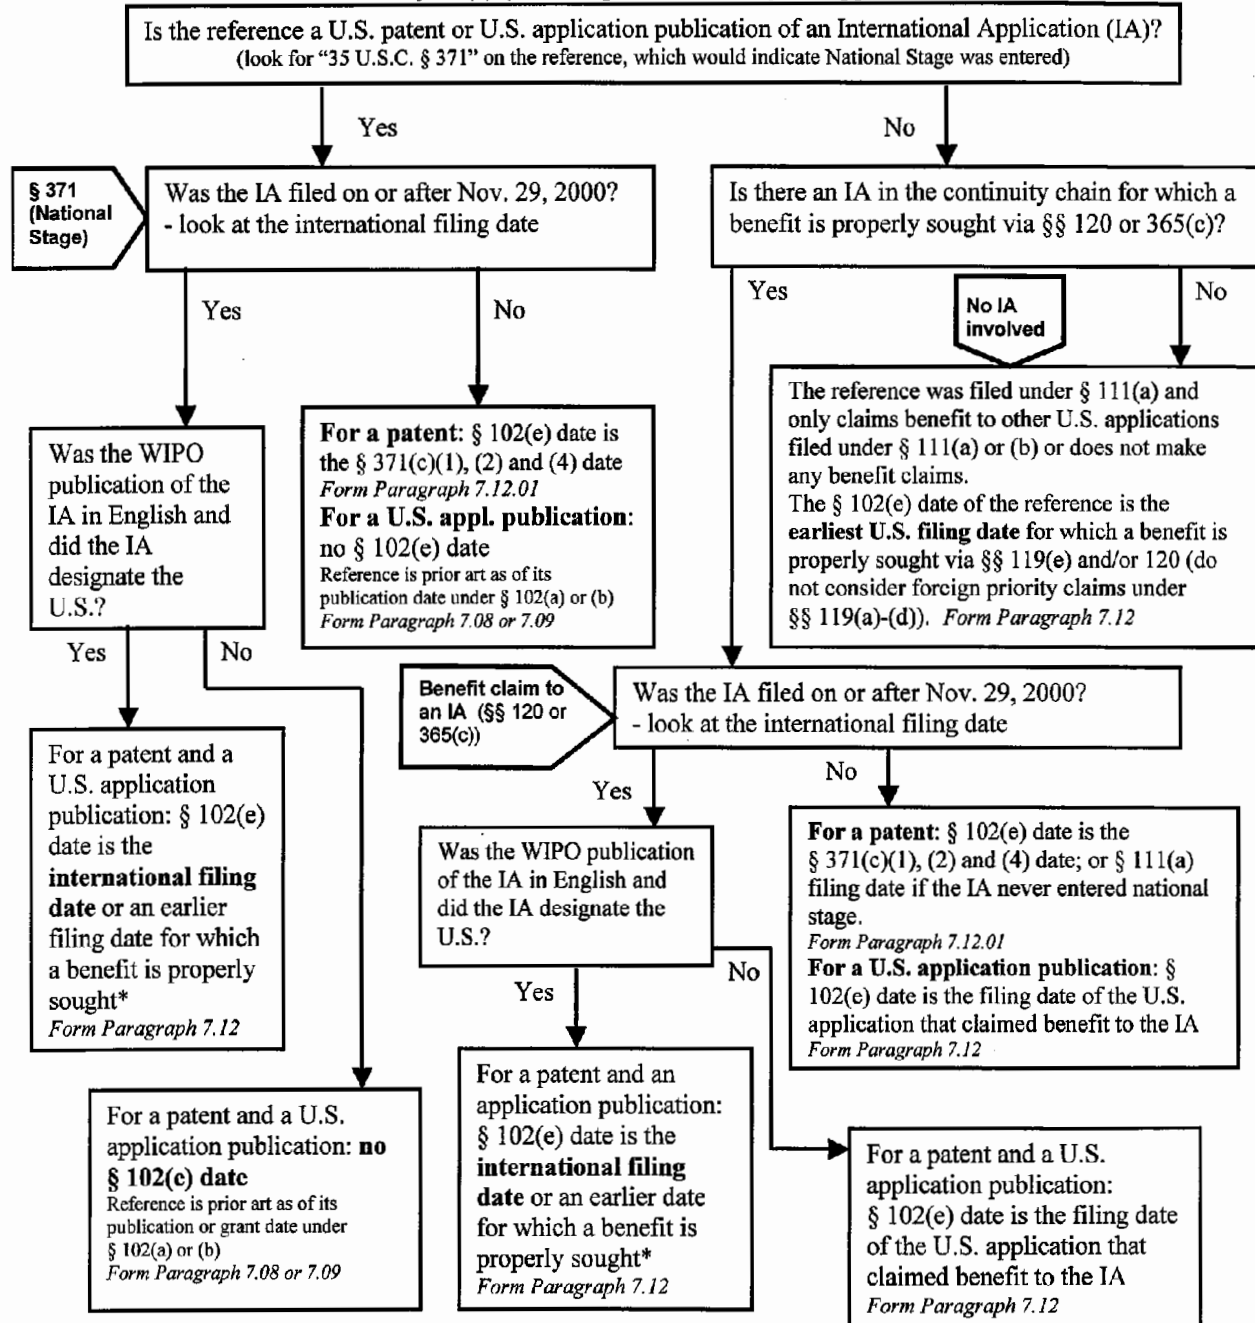 Is the reference a U.S. patent or U.S. application publication of an International Application (IA)?
(look for “35 U.S.C. § 371” on the reference, which would indicate National Stage was entered)
Yes
No
§ 371
(National
Stage)
Was the IA filed on or after Nov. 29, 2000?
- look at the international filing date
Is there an IA in the continuity chain for which a
benefit is properly sought via §§ 120 or 365(c)?
Yes
No
Yes
No IA
involved
No
The reference was filed under § 111(a) and
only claims benefit to other U.S. applications
filed under § 111(a) or (b) or does not make
any benefit claims.
The § 102(e) date of the reference is the
earliest U.S. filing date for which a benefit is
properly sought via §§ 119(e) and/or 120 (do
not consider foreign priority claims under
§§ 119(a)-(d)). Form Paragraph 7.12
For a patent: § 102(e) date is
the § 371(c)(1), (2) and (4) date
Form Paragraph 7.12.01
For a U.S. appl. publication:
no § 102(e) date
Reference is prior art as of its
publication date under § 102(a) or (b)
Form Paragraph 7.08 or 7.09
Was the WIPO
publication of the
IA in English and
did the IA
designate the
U.S.?
Yes
No
Benefit claim to
an IA (§§ 120 or
365(c))
Was the IA filed on or after Nov. 29, 2000?
- look at the international filing date
Yes
No
For a patent and a
U.S. application
publication: § 102(e)
date is the
international filing
date or an earlier
filing date for which
a benefit is properly
sought*
Form Paragraph 7.12
Was the WIPO publication
of the IA in English and
did the IA designate the
U.S.?
Yes
No
For a patent: § 102(e) date is the
§ 371(c)(1), (2) and (4) date; or § 111(a)
filing date if the IA never entered national
stage.
Form Paragraph 7.12.01
For a U.S. application publication: §
102(e) date is the filing date of the U.S.
application that claimed benefit to the IA
Form Paragraph 7.12
For a patent and a U.S.
application publication: no
§ 102(e) date
Reference is prior art as of its
publication or grant date under
§ 102(a) or (b)
Form Paragraph 7.08 or 7.09
For a patent and an
application publication:
§ 102(e) date is the
international filing
date or an earlier date
for which a benefit is
properly sought*
Form Paragraph 7.12
For a patent and a U.S.
application publication:
§ 102(e) date is the filing date
of the U.S. application that
claimed benefit to the IA
Form Paragraph 7.12